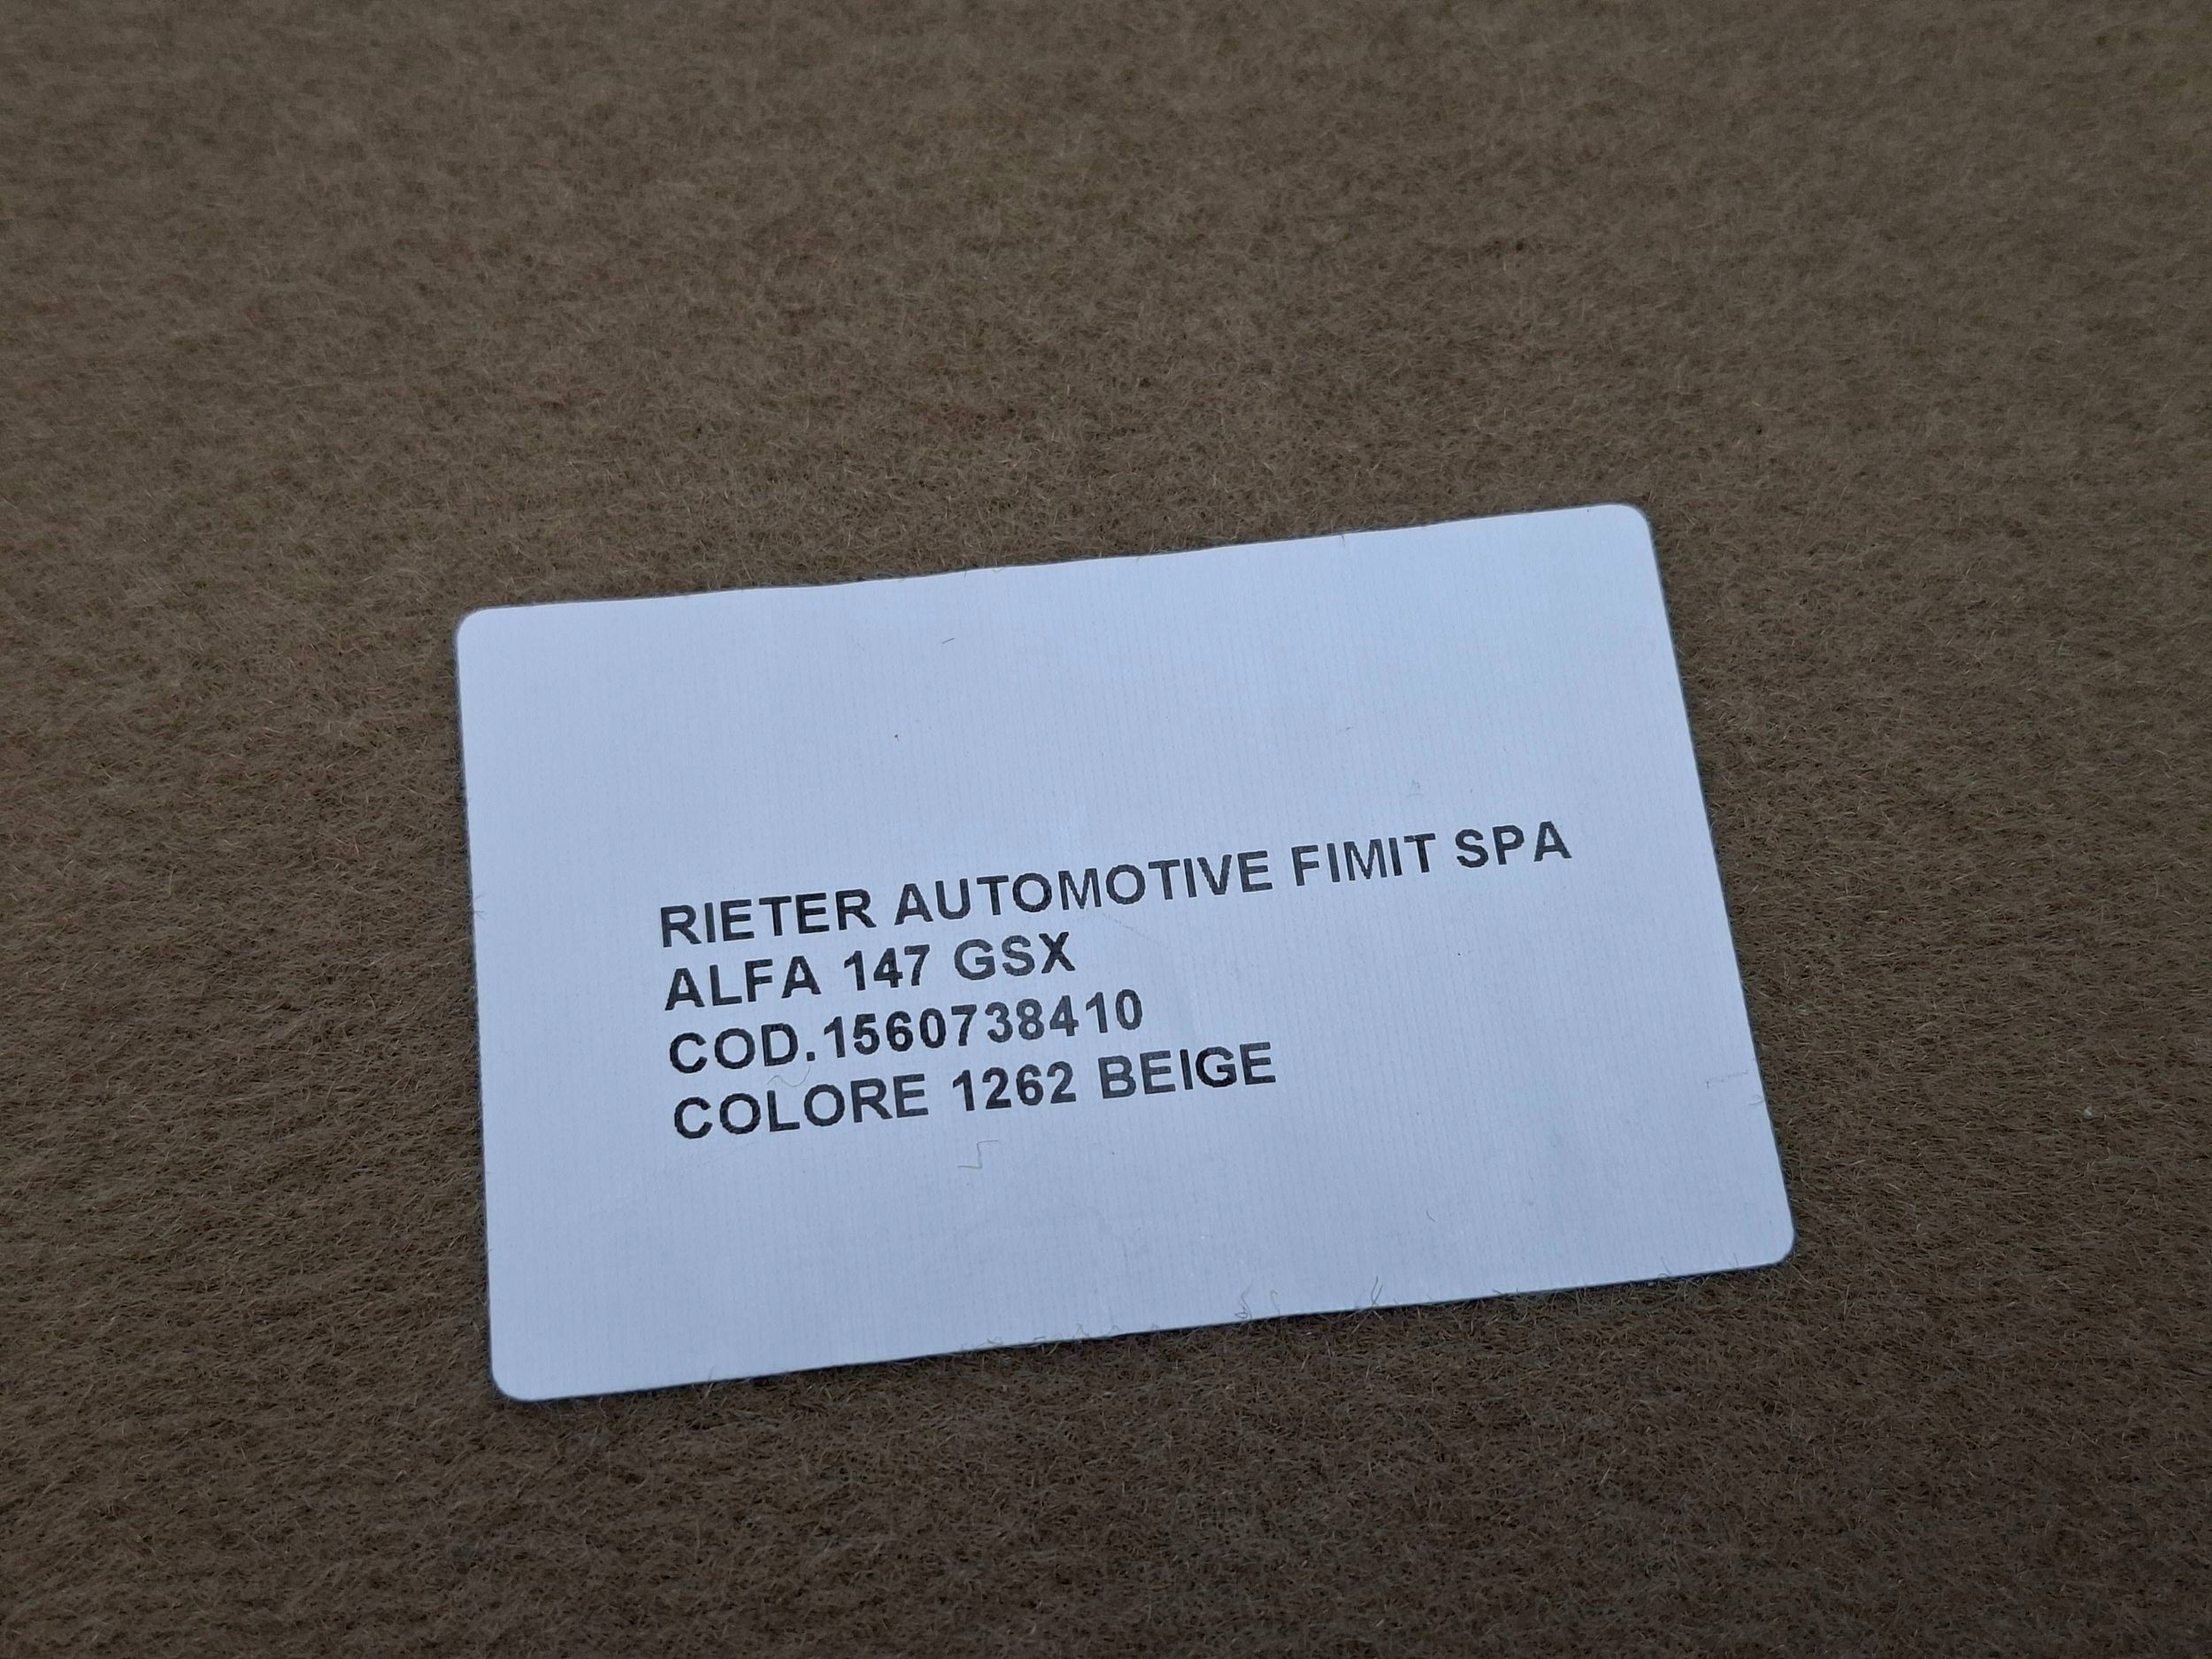 RIETER AUTOMOTIVE FIMIT SPA
ALFA 147 GSX
COD.1560738410
COLORE 1262 BEIGE